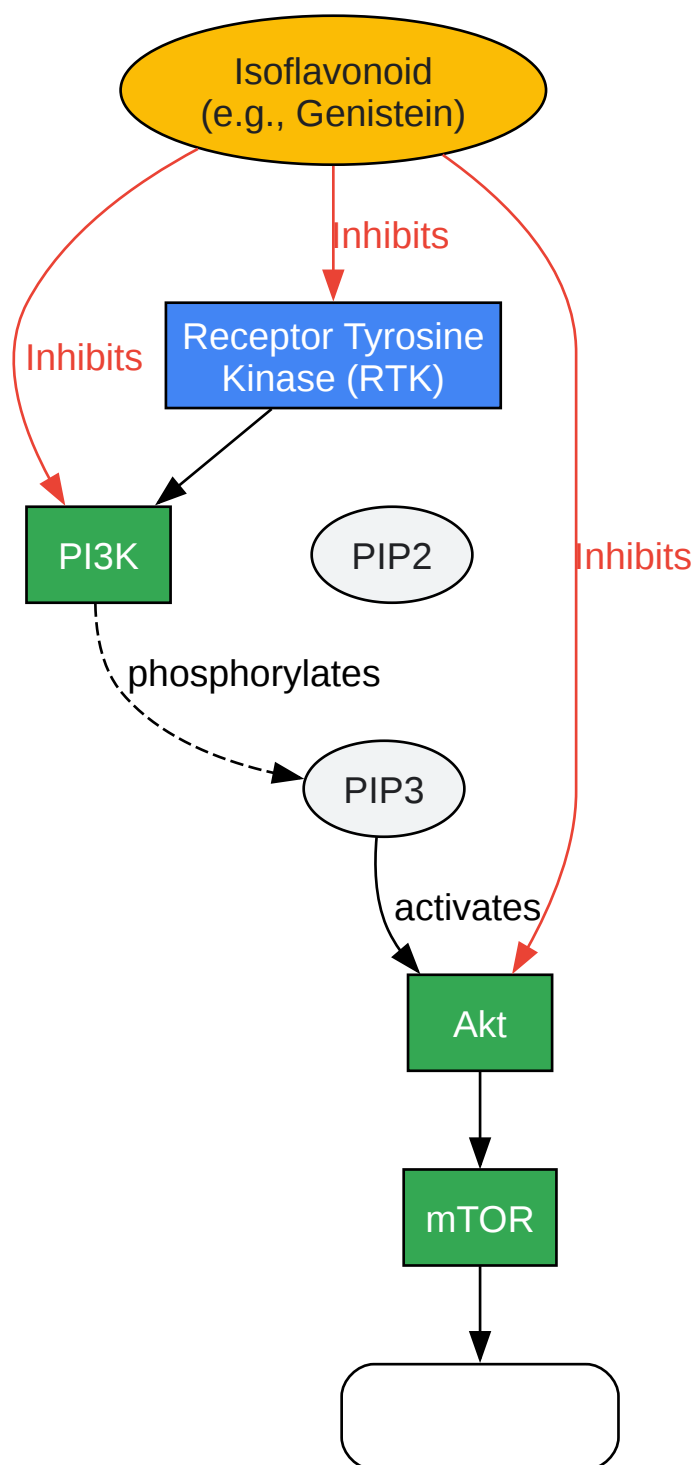 Isoflavonoid
(e.g., Genistein)
Inhibits
Receptor Tyrosine
Kinase (RTK)
Inhibits
PI3K
PIP2
Inhibits
phosphorylates
PIP3
activates
Akt
mTOR